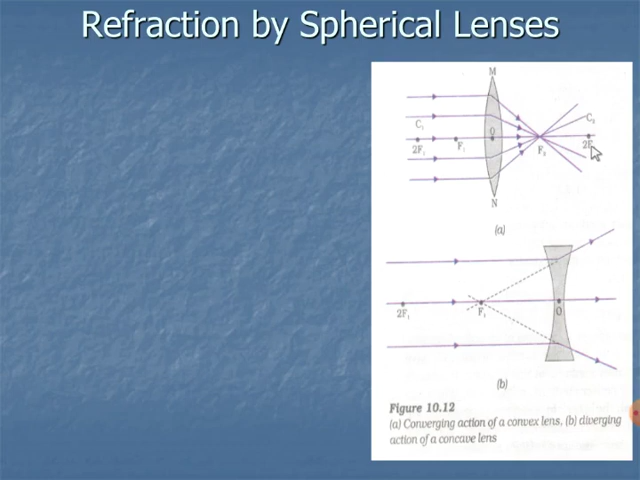 Refraction by Spherical Lenses
M
C₁
C₂
O
2F₁
F₁
F₂
2F
N
(a)
2F₁
F₁
O
(b)
Figure 10.12
(a) Converging action of a convex lens, (b) diverging
action of a concave lens